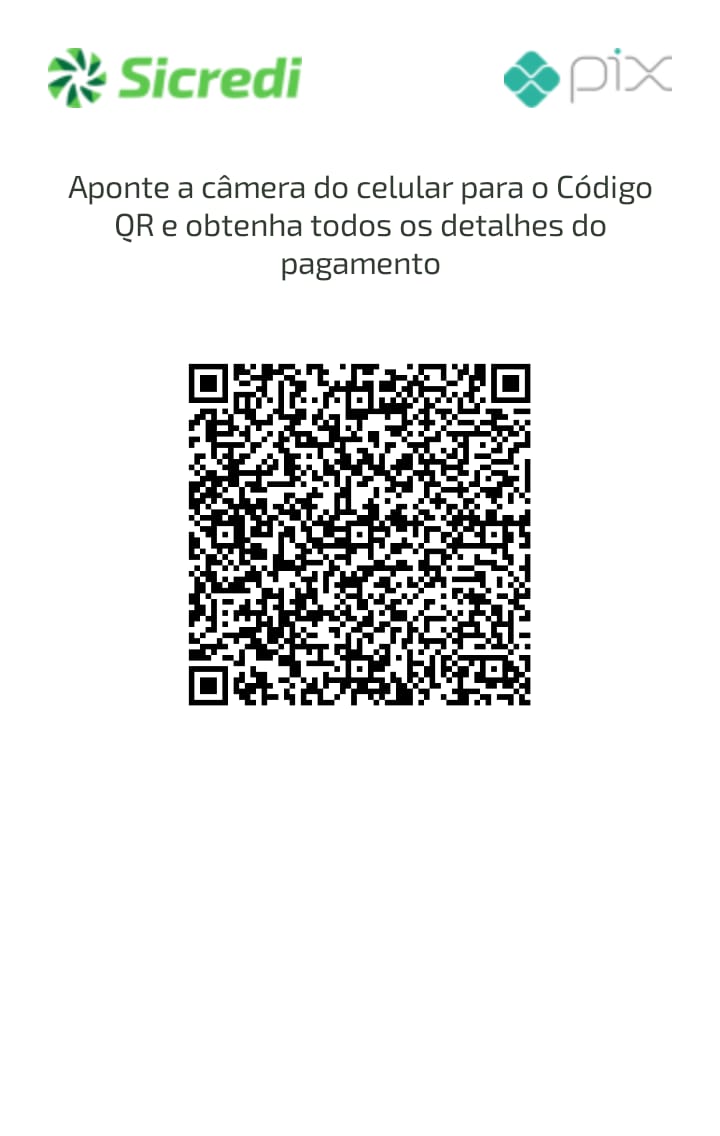 Sicredi
pix
Aponte a câmera do celular para o Código
QR e obtenha todos os detalhes do
pagamento